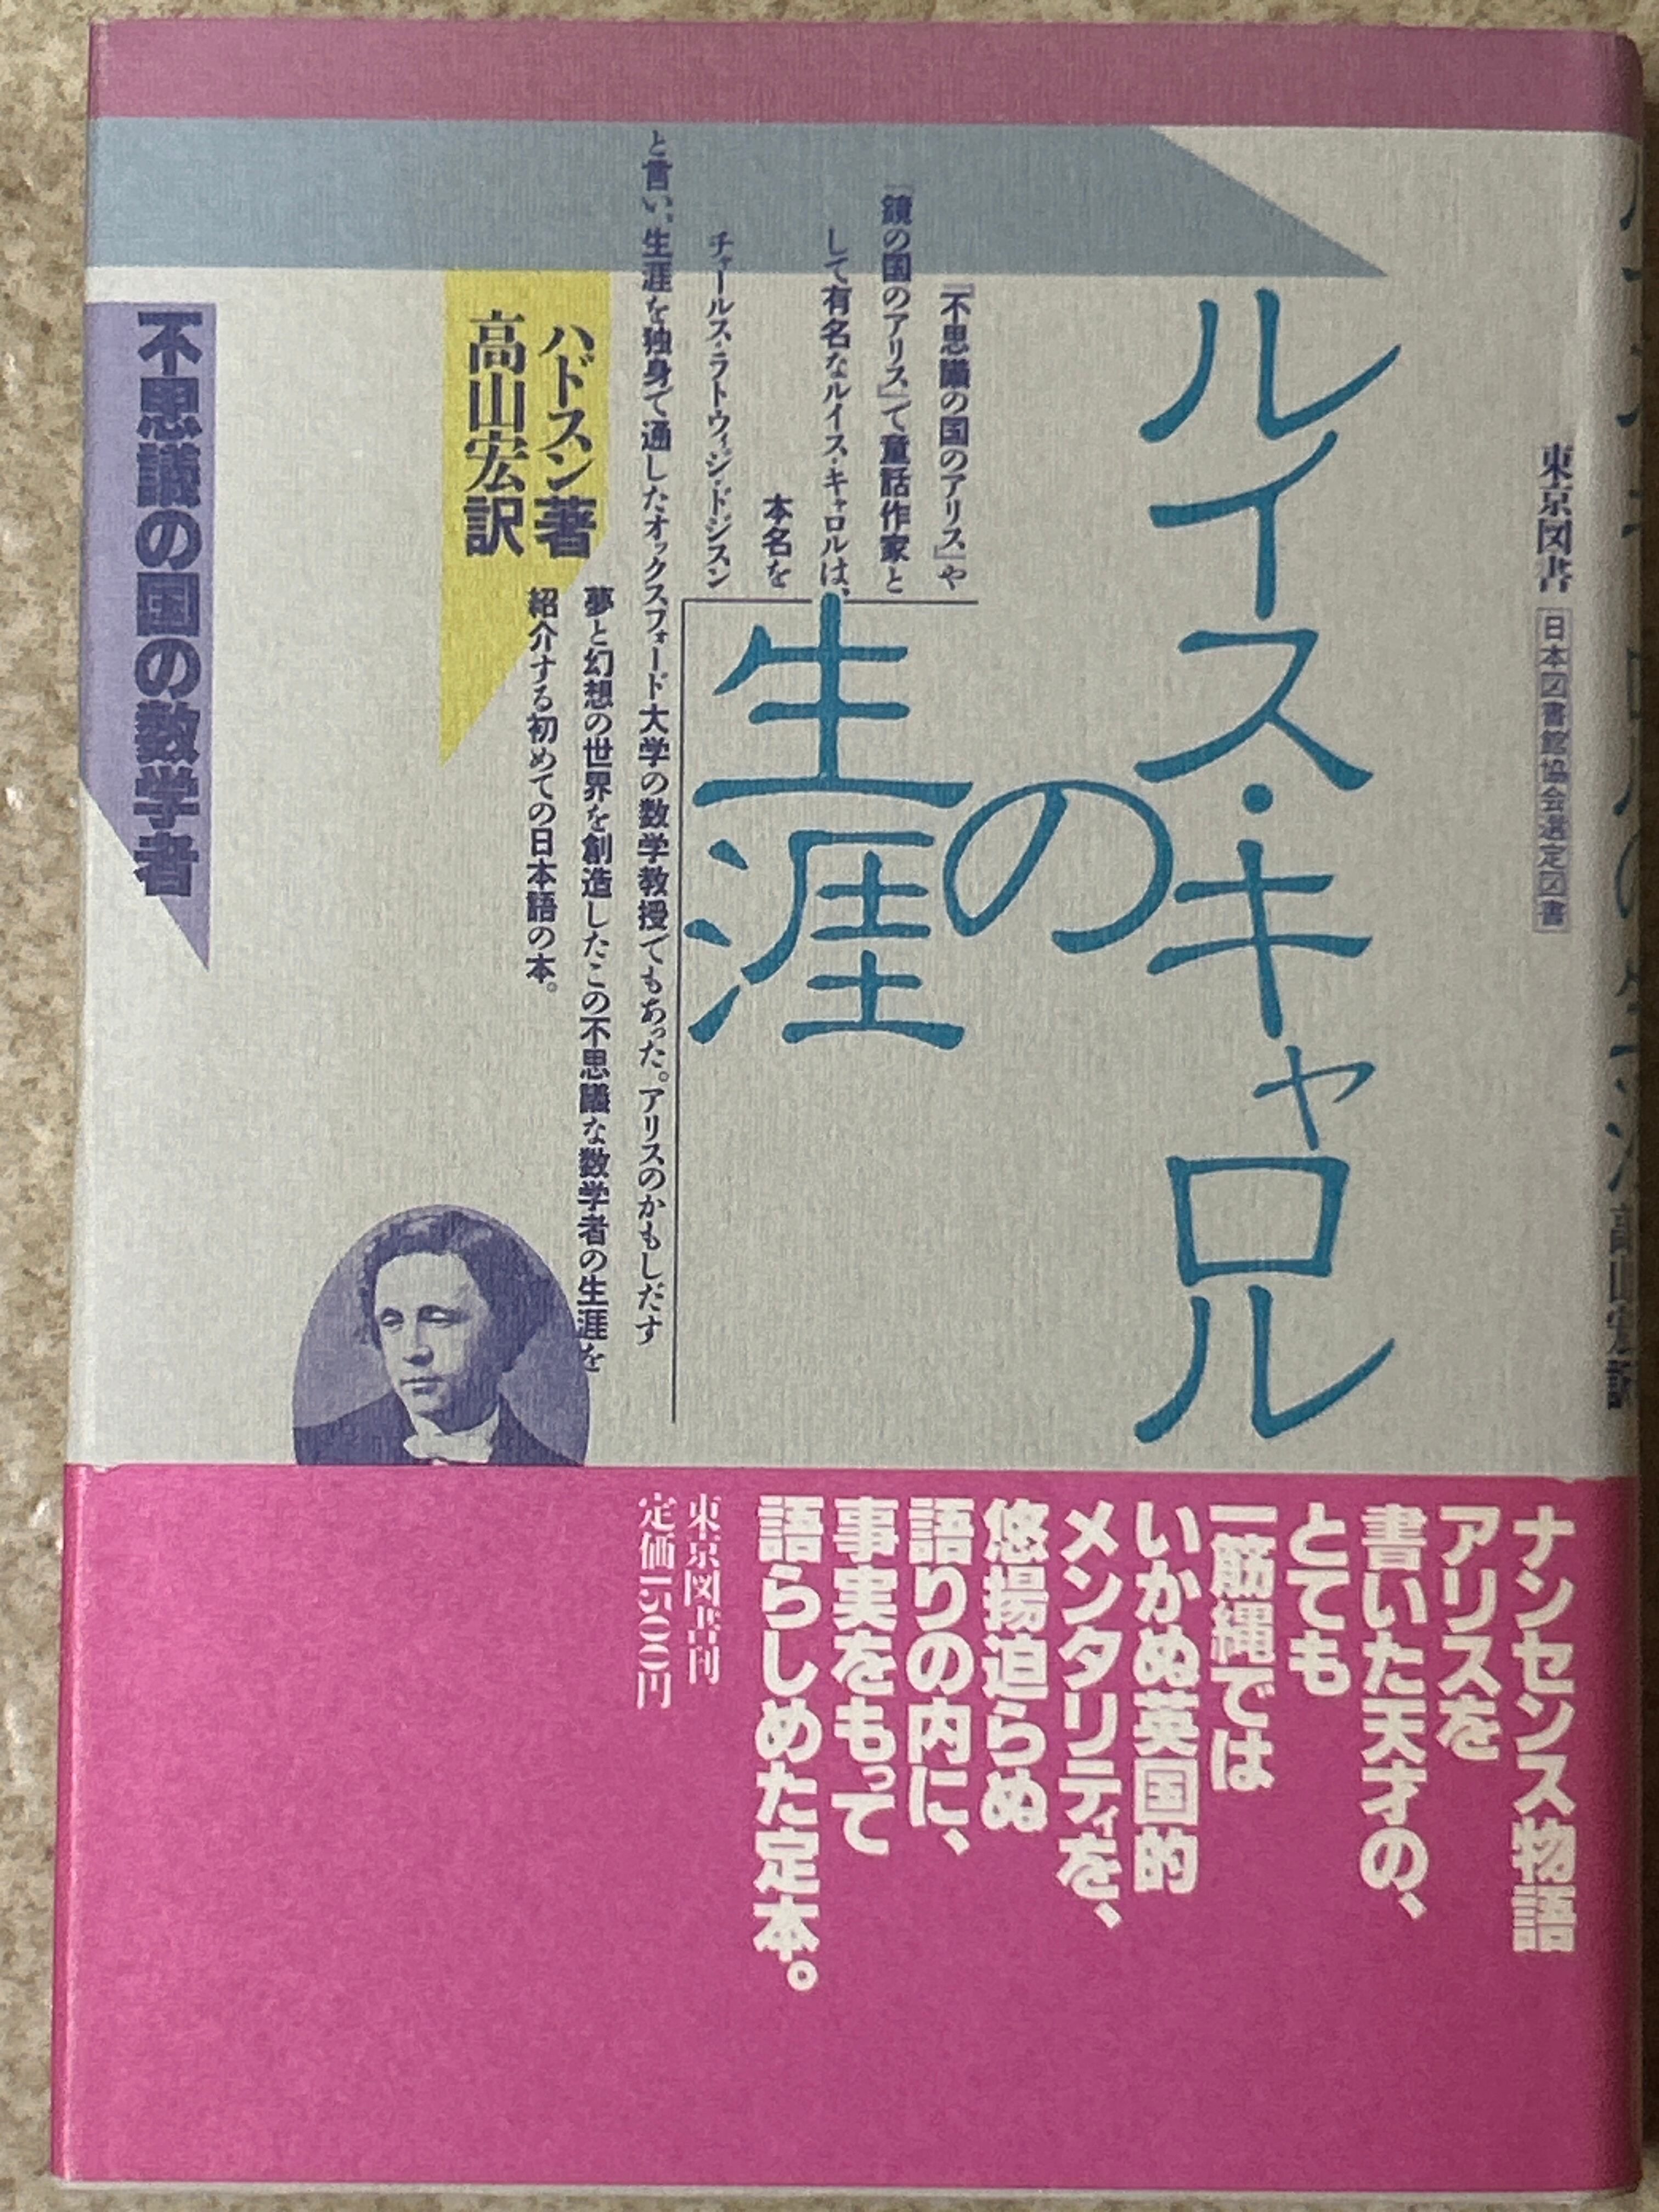 東京図書
日本図書館協会選定図書
ルイス・キャロル
の
生涯
『不思議の国のアリス』や
『鏡の国のアリス』で童話作家と
して有名なルイス・キャロルは、
本名を
チャールス・ラトウィジ・ドジスン
と言い、生涯を独身で通したオックスフォード大学の数学教授でもあった。アリスのかもしだす
夢と幻想の世界を創造したこの不思議な数学者の生涯を
紹介する初めての日本語の本。
ハドスン著
高山宏訳
不思議の国の数学者
ナンセンス物語
アリスを
書いた天才の、
とても
一筋縄では
いかぬ英国的
メンタリティを、
悠揚迫らぬ
語りの内に、
事実をもって
語らしめた定本。
東京図書刊
定価1500円